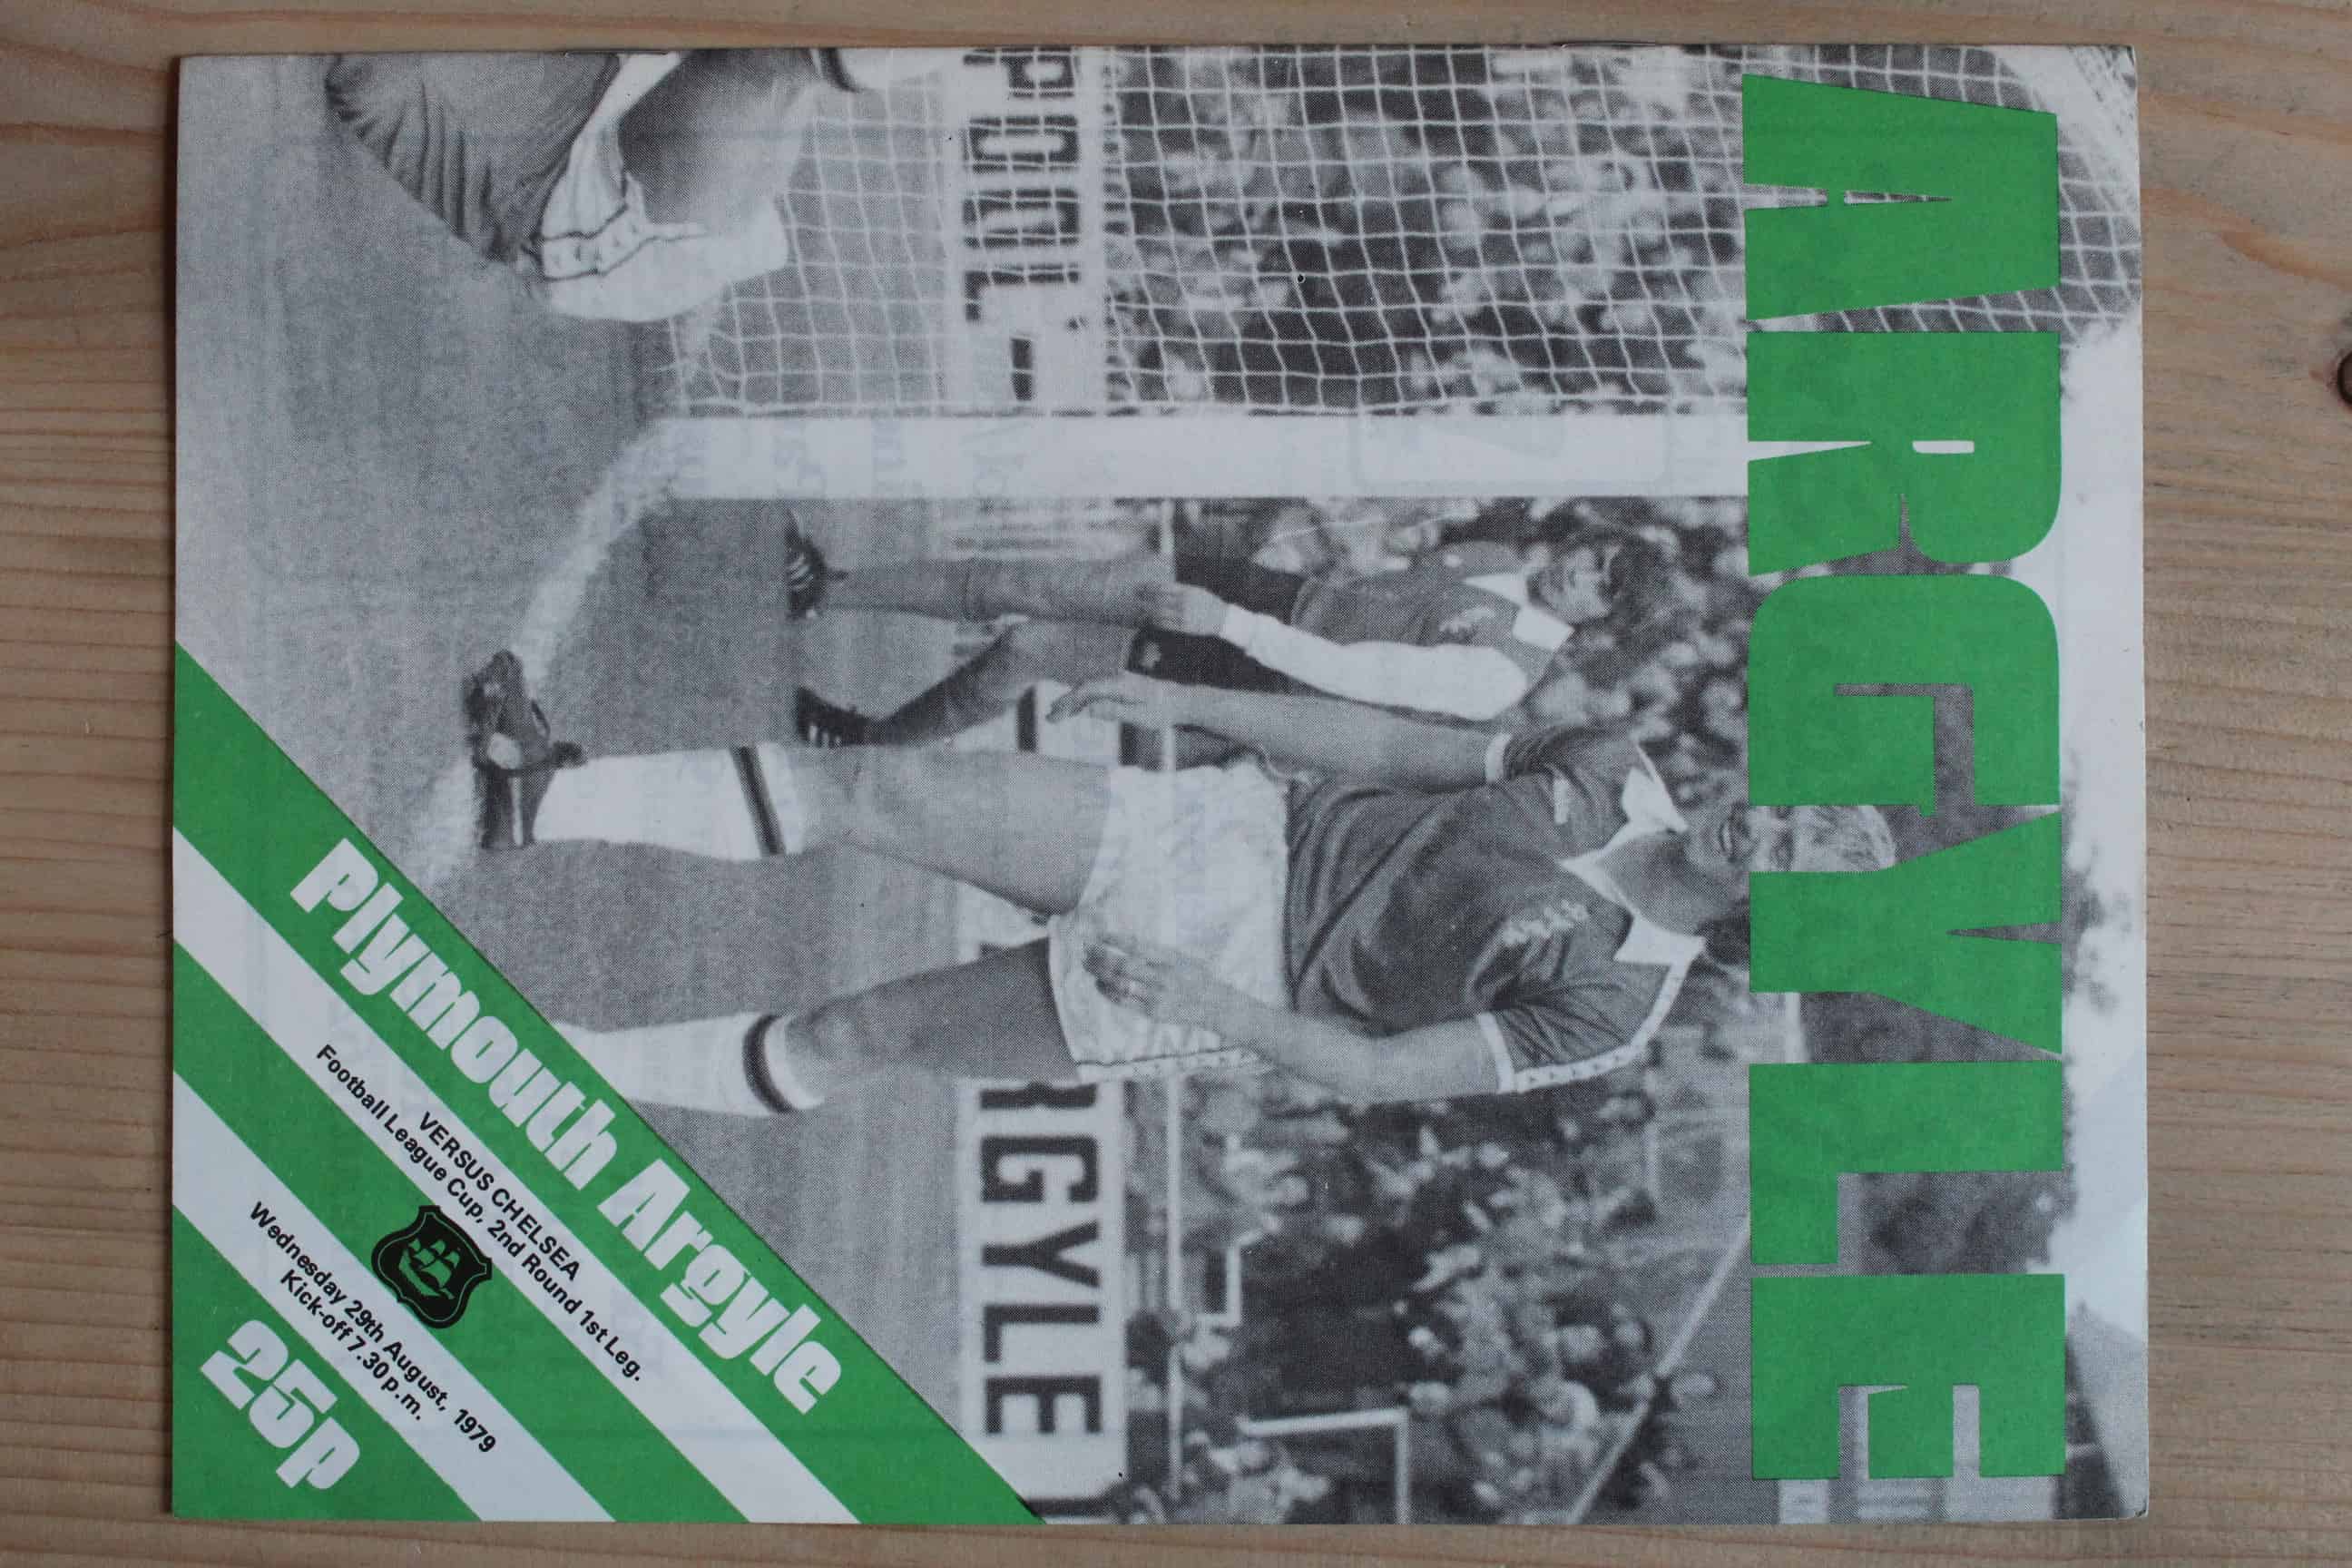 ARGYLE
POOL
RGYLE
Plymouth Argyle
VERSUS CHELSEA
Football League Cup, 2nd Round 1st Leg.
Wednesday 29th August, 1979
Kick-off 7.30 p.m.
25p